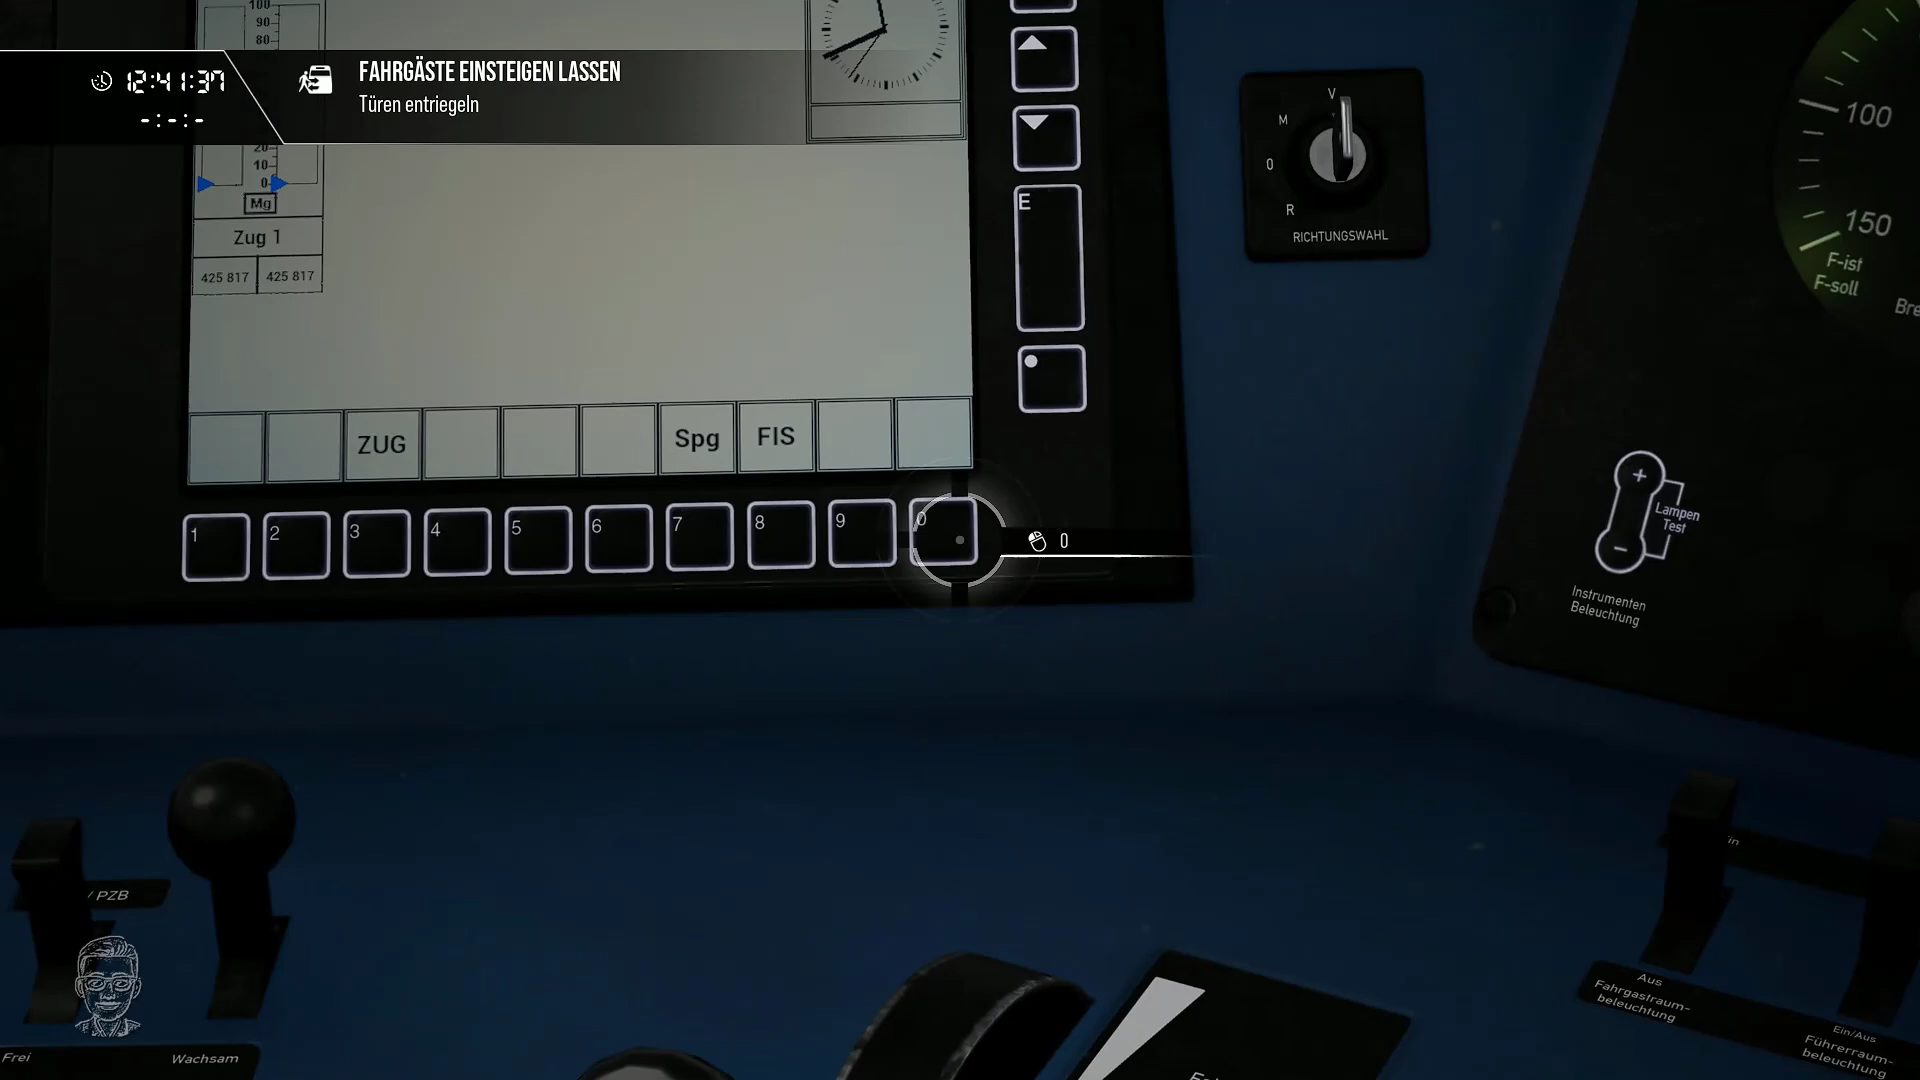 100
90
80
12:41:37
- : - : -
FAHRGÄSTE EINSTEIGEN LASSEN
Türen entriegeln
20
10
0
Mg
Zug 1
425 817
425 817
ZUG
Spg
FIS
1
2
3
4
5
6
7
8
9
0
0
E
V
M
0
R
RICHTUNGSWAHL
100
150
F-ist
F-soll
Bre
+
Lampen
Test
−
Instrumenten
Beleuchtung
/ PZB
Frei
Wachsam
Aus
Fahrgastraum-
beleuchtung
Ein/Aus
Führerraum-
beleuchtung